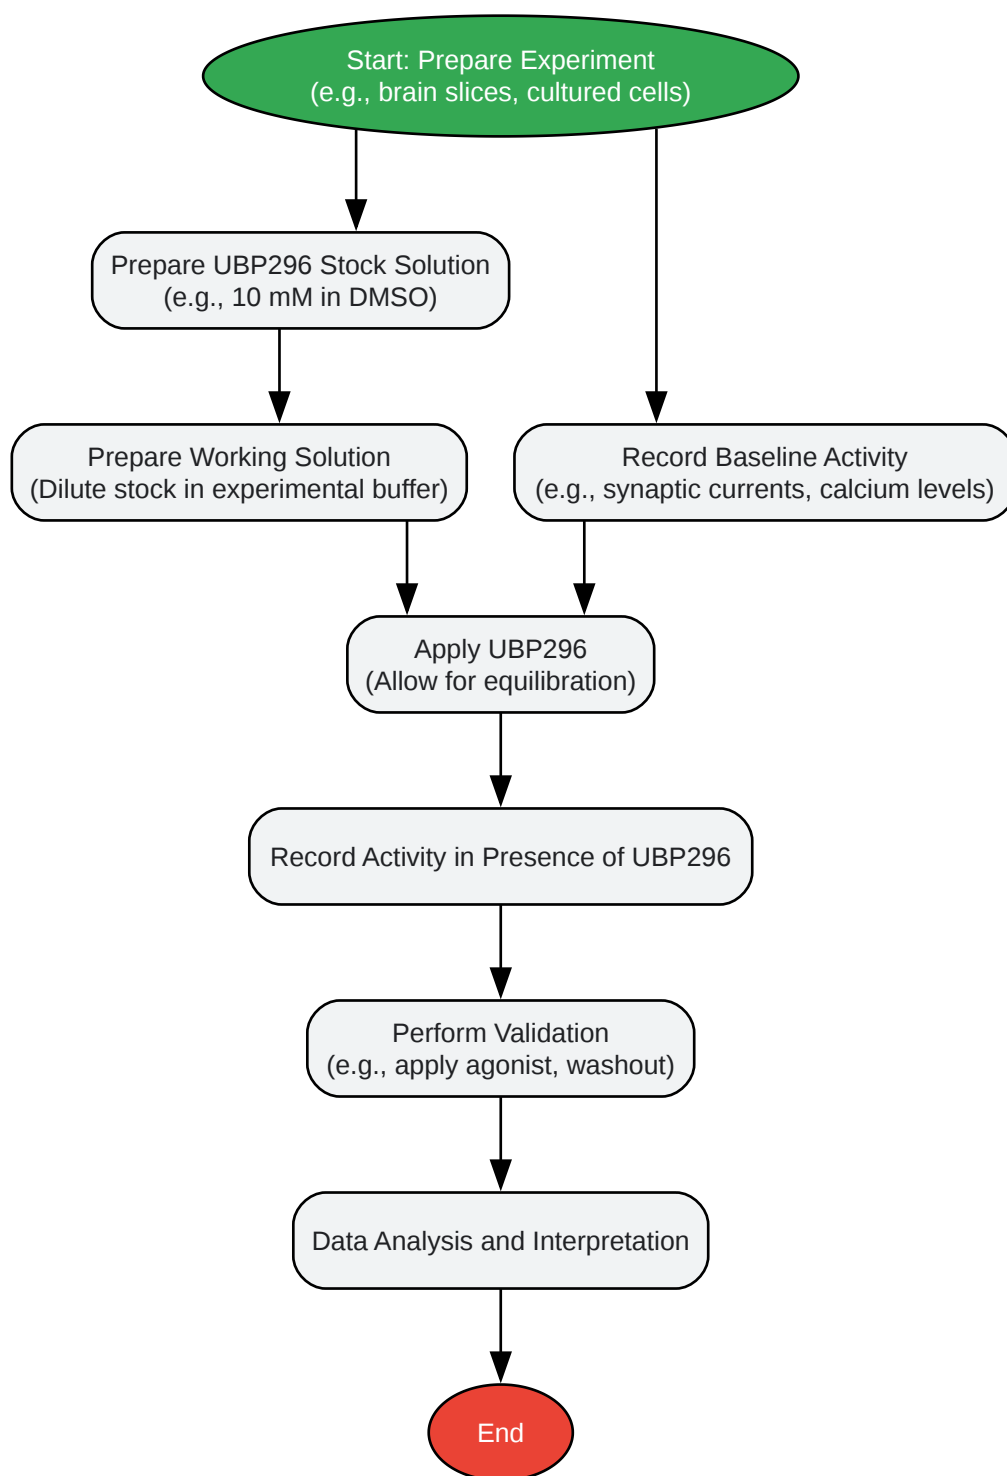 Start: Prepare Experiment
(e.g., brain slices, cultured cells)
Prepare UBP296 Stock Solution
(e.g., 10 mM in DMSO)
Prepare Working Solution
(Dilute stock in experimental buffer)
Record Baseline Activity
(e.g., synaptic currents, calcium levels)
Apply UBP296
(Allow for equilibration)
Record Activity in Presence of UBP296
Perform Validation
(e.g., apply agonist, washout)
Data Analysis and Interpretation
End